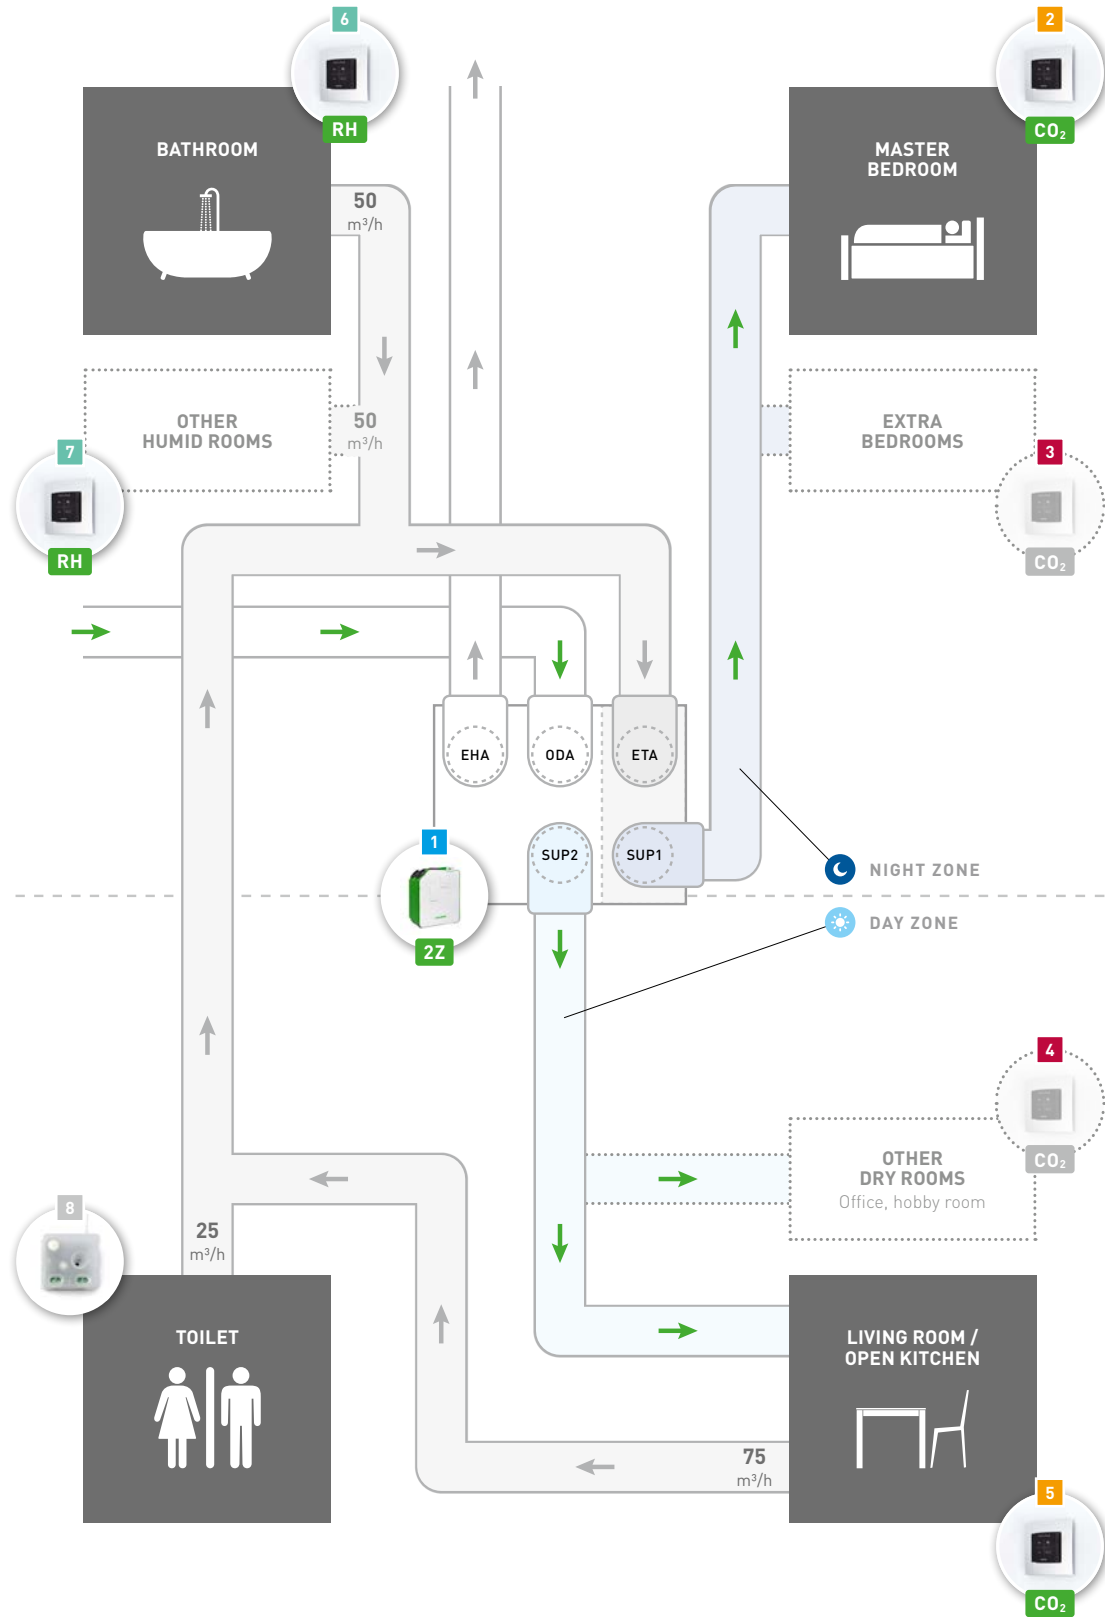 6
RH
BATHROOM
50
m³/h
2
CO₂
MASTER
BEDROOM
OTHER
HUMID ROOMS
50
m³/h
7
RH
EXTRA
BEDROOMS
3
CO₂
EHA
ODA
ETA
SUP2
SUP1
1
2Z
NIGHT ZONE
DAY ZONE
4
CO₂
OTHER
DRY ROOMS
Office, hobby room
8
25
m³/h
TOILET
LIVING ROOM /
OPEN KITCHEN
75
m³/h
5
CO₂